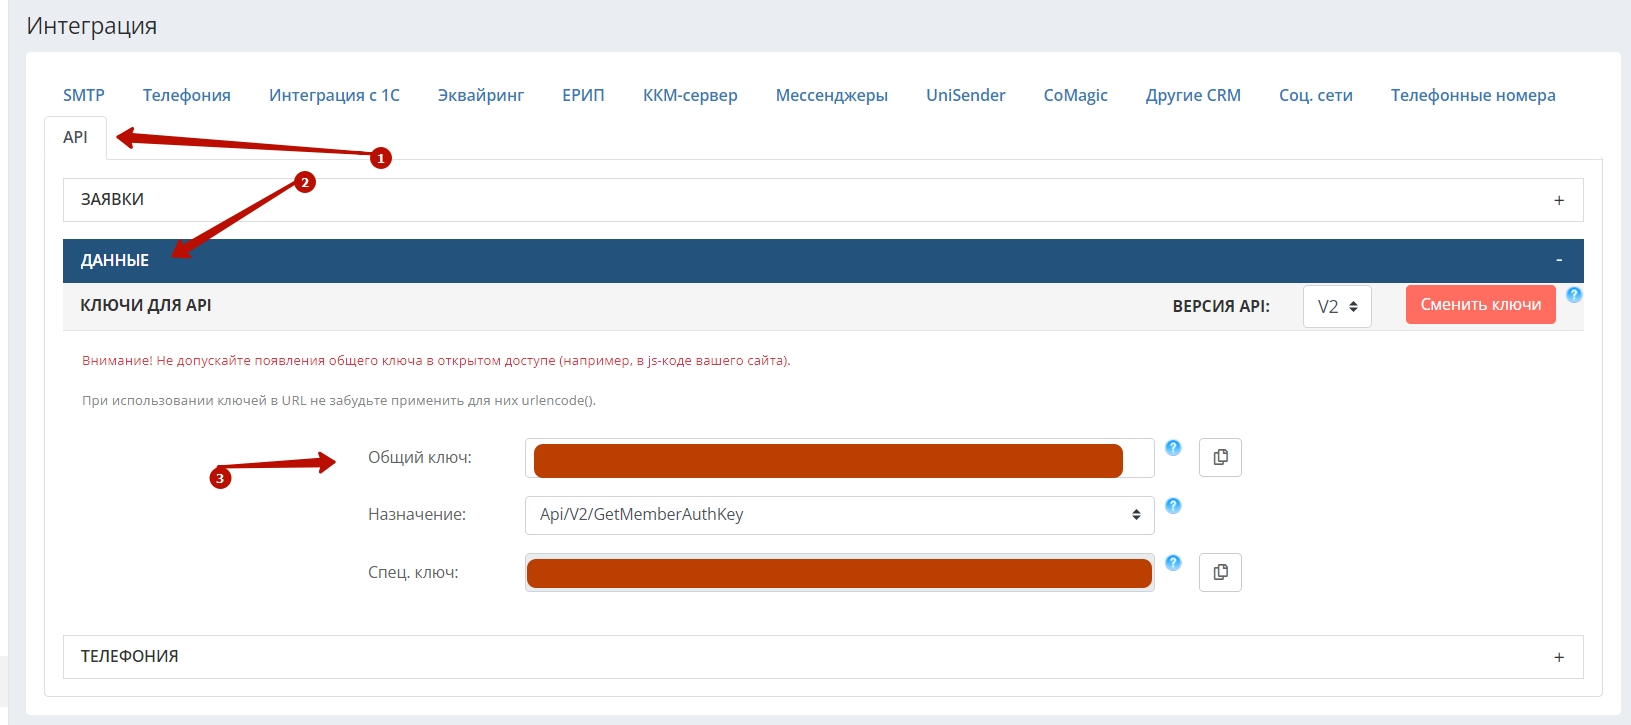 Интеграция
SMTP Телефония Интеграция с 1С Эквайринг ЕРИП ККМ-сервер Мессенджеры UniSender CoMagic Другие CRM Соц. сети Телефонные номера
API
1
2
ЗАЯВКИ +
ДАННЫЕ -
КЛЮЧИ ДЛЯ API ВЕРСИЯ API: V2 Сменить ключи ?
Внимание! Не допускайте появления общего ключа в открытом доступе (например, в js-коде вашего сайта).
При использовании ключей в URL не забудьте применить для них urlencode().
3 Общий ключ: ?
Назначение: Api/V2/GetMemberAuthKey ?
Спец. ключ: ?
ТЕЛЕФОНИЯ +